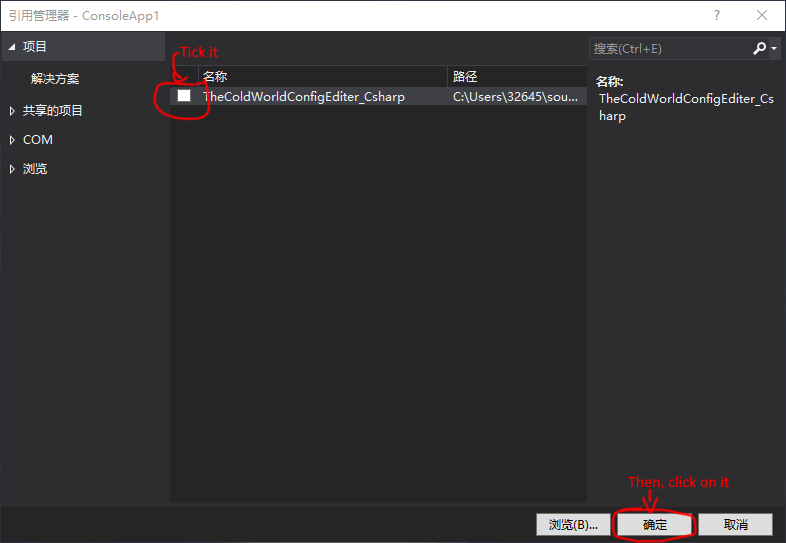 引用管理器 - ConsoleApp1
?
项目
解决方案
共享的项目
COM
浏览
Tick it
名称
路径
TheColdWorldConfigEditer_Csharp
C:\Users\32645\sou...
搜索(Ctrl+E)
名称:
TheColdWorldConfigEditer_Cs
harp
Then, click on it
浏览(B)...
确定
取消